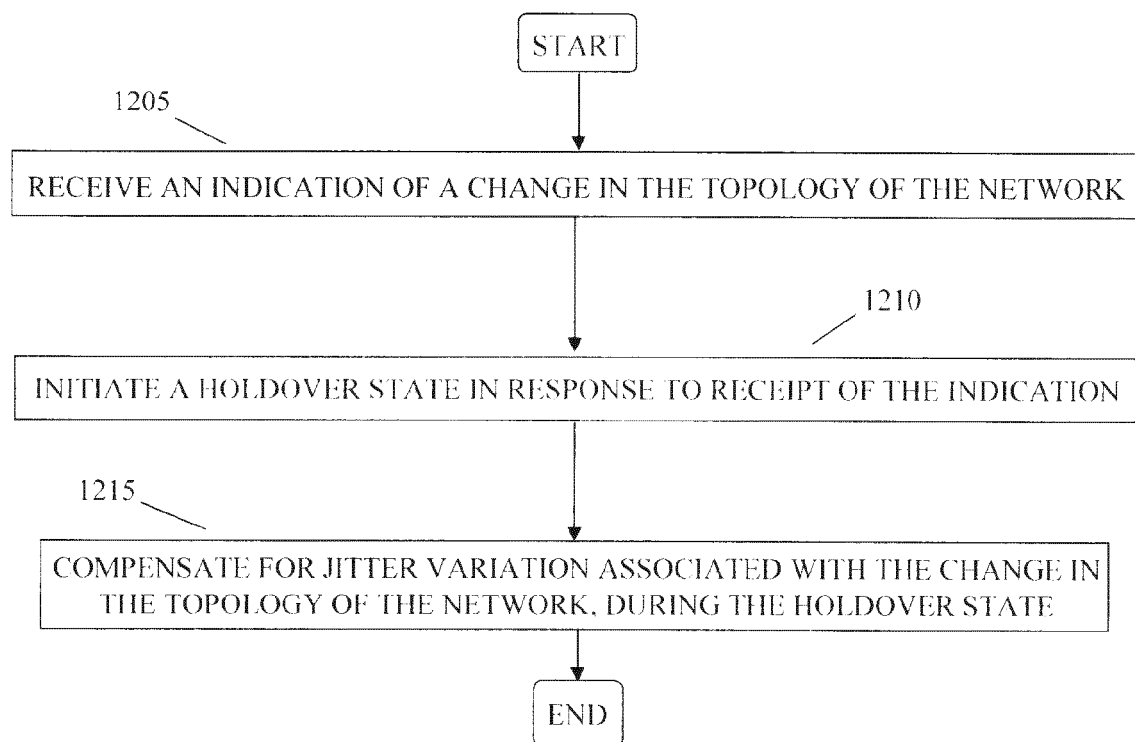 START
1205
RECEIVE AN INDICATION OF A CHANGE IN THE TOPOLOGY OF THE NETWORK
1210
INITIATE A HOLDOVER STATE IN RESPONSE TO RECEIPT OF THE INDICATION
1215
COMPENSATE FOR JITTER VARIATION ASSOCIATED WITH THE CHANGE IN
THE TOPOLOGY OF THE NETWORK, DURING THE HOLDOVER STATE
END